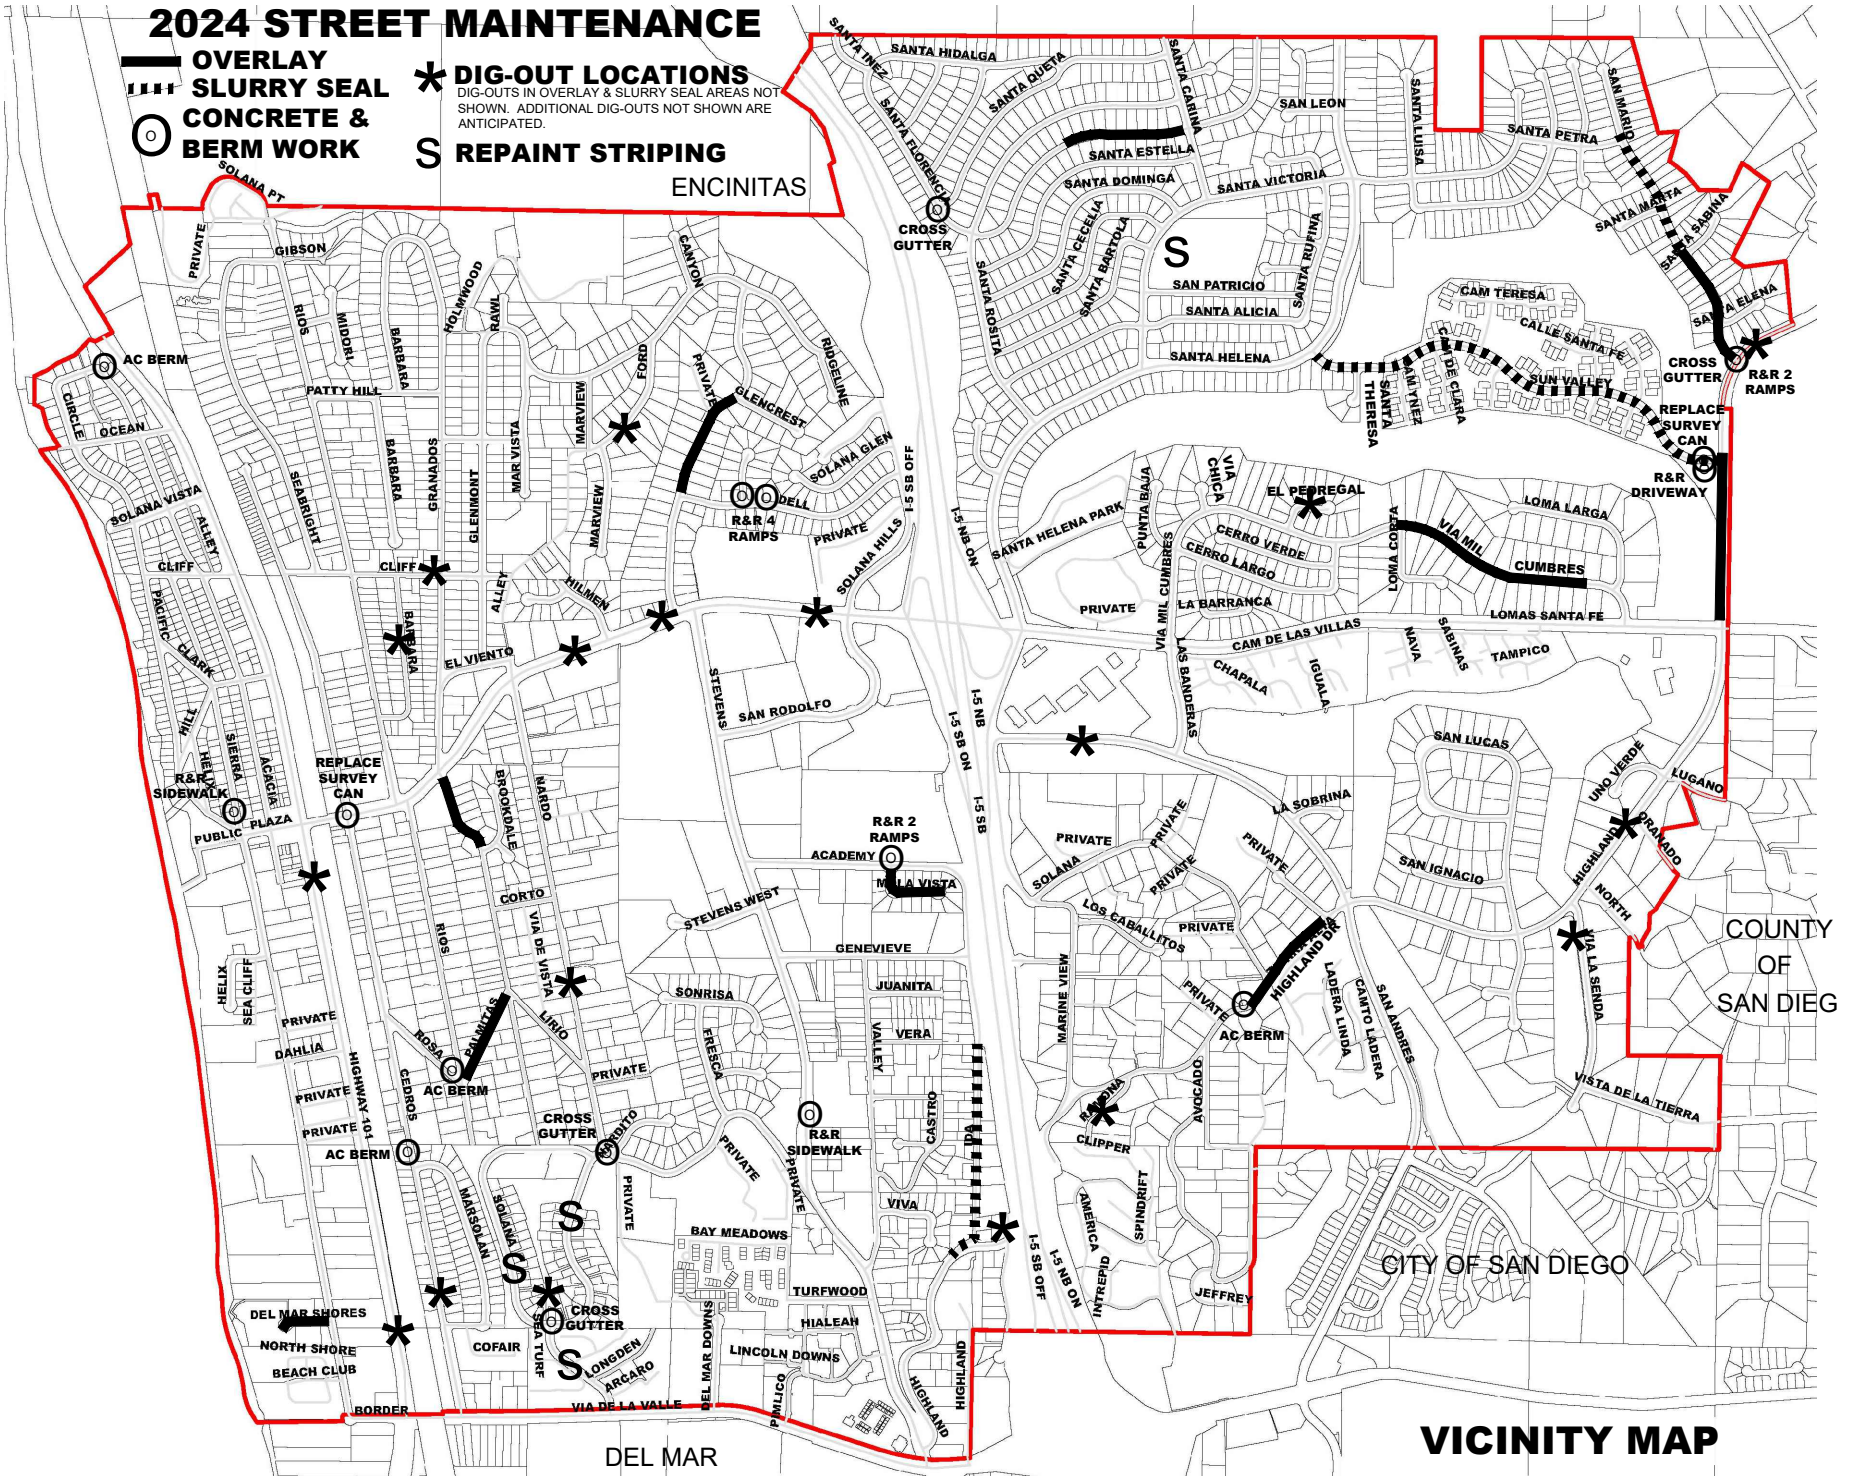 2024 STREET MAINTENANCE
OVERLAY
SLURRY SEAL
CONCRETE &
BERM WORK
DIG-OUT LOCATIONS
DIG-OUTS IN OVERLAY & SLURRY SEAL AREAS NOT
SHOWN. ADDITIONAL DIG-OUTS NOT SHOWN ARE
ANTICIPATED.
S REPAINT STRIPING
ENCINITAS
SOLANA PT
PRIVATE
GIBSON
RIOS
MIDORI
BARBARA
HOLMWOOD
RAWL
CANYON
FORD
PRIVATE
GLENCREST
RIDGELINE
SANTA INEZ
SANTA HIDALGA
SANTA QUETA
SANTA CARINA
SANTA FLORENCIA
SANTA ESTELLA
SANTA DOMINGA
SANTA VICTORIA
SAN LEON
SANTA LUISA
SANTA PETRA
SAN MARIO
SANTA MARTA
SANTA SABINA
SANTA ELENA
CROSS
GUTTER
SANTA CECELIA
SANTA BARTOLA
SANTA RUFINA
S
SANTA ROSITA
SAN PATRICIO
SANTA ALICIA
SANTA HELENA
CAM TERESA
CALLE SANTA FE
CAM DE CLARA
SUN VALLEY
SANTA
THERESA
CAM YNEZ
CROSS
GUTTER
R&R 2
RAMPS
REPLACE
SURVEY
CAN
R&R
DRIVEWAY
AC BERM
CIRCLE
OCEAN
PATTY HILL
BARBARA
GRANADOS
GLENMONT
MAR VISTA
MARVIEW
MARVIEW
SEABRIGHT
SOLANA VISTA
ALLEY
CLIFF
CLIFF
ALLEY
HILMEN
R&R 4
RAMPS
DELL
SOLANA GLEN
PRIVATE
SOLANA HILLS
I-5 SB OFF
I-5 NB ON
SANTA HELENA PARK
PUNTA BAJA
VIA
CHICA
EL PEDREGAL
CERRO VERDE
CERRO LARGO
VIA MIL CUMBRES
LA BARRANCA
PRIVATE
LOMA CORTA
VIA MIL
CUMBRES
LOMA LARGA
LOMAS SANTA FE
CAM DE LAS VILLAS
LAS BANDERAS
CHAPALA
IGUALA
NAVA
SABINAS
TAMPICO
PACIFIC
CLARK
HILL
HELIX
SIERRA
ACACIA
R&R
SIDEWALK
PUBLIC PLAZA
REPLACE
SURVEY
CAN
BARBARA
EL VIENTO
STEVENS
SAN RODOLFO
I-5 NB
I-5 SB ON
I-5 SB
BROOKDALE
NARDO
CORTO
VIA DE VISTA
RIOS
R&R 2
RAMPS
ACADEMY
MOLA VISTA
STEVENS WEST
GENEVIEVE
JUANITA
VERA
VALLEY
CASTRO
IDA
SAN LUCAS
UNO VERDE
LUGANO
HIGHLAND
GRANADO
NORTH
LA SOBRINA
PRIVATE
PRIVATE
PRIVATE
PRIVATE
SOLANA
LOS CABALLITOS
PRIVATE
SAN IGNACIO
VIA LA SENDA
MARINE VIEW
HIGHLAND DR
PRIVATE
AC BERM
LADERA LINDA
CAMTO LADERA
SAN ANDRES
VISTA DE LA TIERRA
COUNTY
OF
SAN DIEG
HELIX
SEA CLIFF
PRIVATE
DAHLIA
PRIVATE
PRIVATE
HIGHWAY 101
CEDROS
ROSA
PALMITAS
LIRIO
AC BERM
AC BERM
SONRISA
FRESCA
PRIVATE
CROSS
GUTTER
NARDITO
PRIVATE
PRIVATE
PRIVATE
R&R
SIDEWALK
RAMONA
CLIPPER
AVOCADO
AMERICA
SPINDRIFT
INTREPID
JEFFREY
MARSOLAN
SOLANA
S
S
S
SEA TURF
CROSS
GUTTER
COFAIR
LONGDEN
ARCARO
BAY MEADOWS
DEL MAR DOWNS
TURFWOOD
HIALEAH
LINCOLN DOWNS
PIMLICO
VIVA
HIGHLAND
HIGHLAND
I-5 SB OFF
I-5 NB ON
DEL MAR SHORES
NORTH SHORE
BEACH CLUB
BORDER
VIA DE LA VALLE
DEL MAR
CITY OF SAN DIEGO
VICINITY MAP